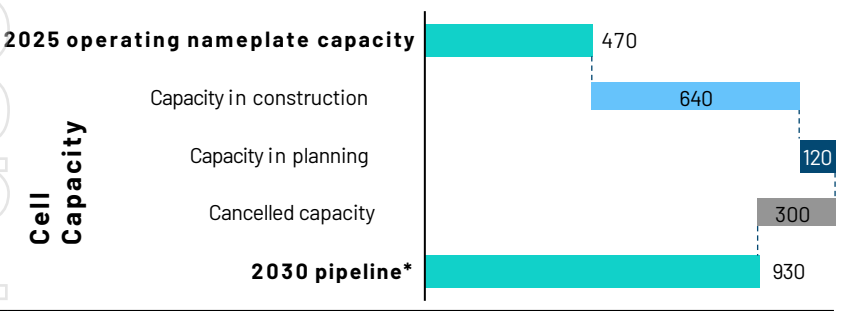 2025 operating nameplate capacity 470
Capacity in construction 640
Capacity in planning 120
Cancelled capacity 300
2030 pipeline* 930
Cell
Capacity